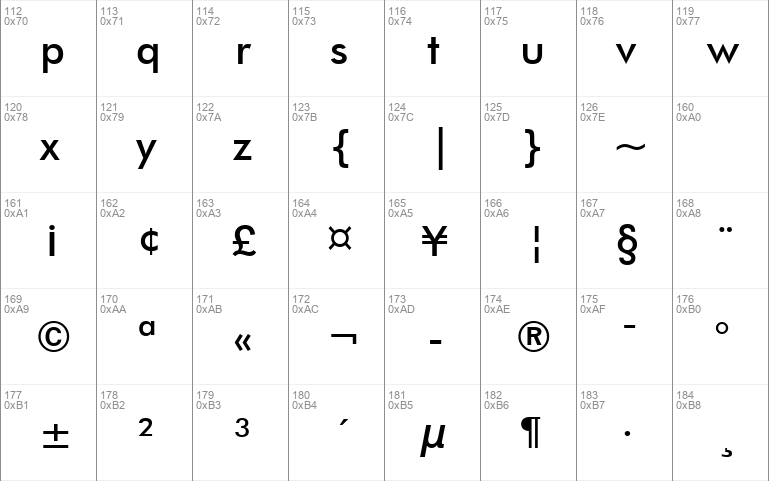 112 113 114 115 116 117 118 119
0x70 0x71 0x72 0x73 0x74 0x75 0x76 0x77
p q r s t u v w
120 121 122 123 124 125 126 160
0x78 0x79 0x7A 0x7B 0x7C 0x7D 0x7E 0xA0
x y z { | } ~
161 162 163 164 165 166 167 168
0xA1 0xA2 0xA3 0xA4 0xA5 0xA6 0xA7 0xA8
¡ ¢ £ ¤ ¥ ¦ § ¨
169 170 171 172 173 174 175 176
0xA9 0xAA 0xAB 0xAC 0xAD 0xAE 0xAF 0xB0
© ª « ¬ - ® ¯ °
177 178 179 180 181 182 183 184
0xB1 0xB2 0xB3 0xB4 0xB5 0xB6 0xB7 0xB8
± ² ³ ´ µ ¶ · ¸